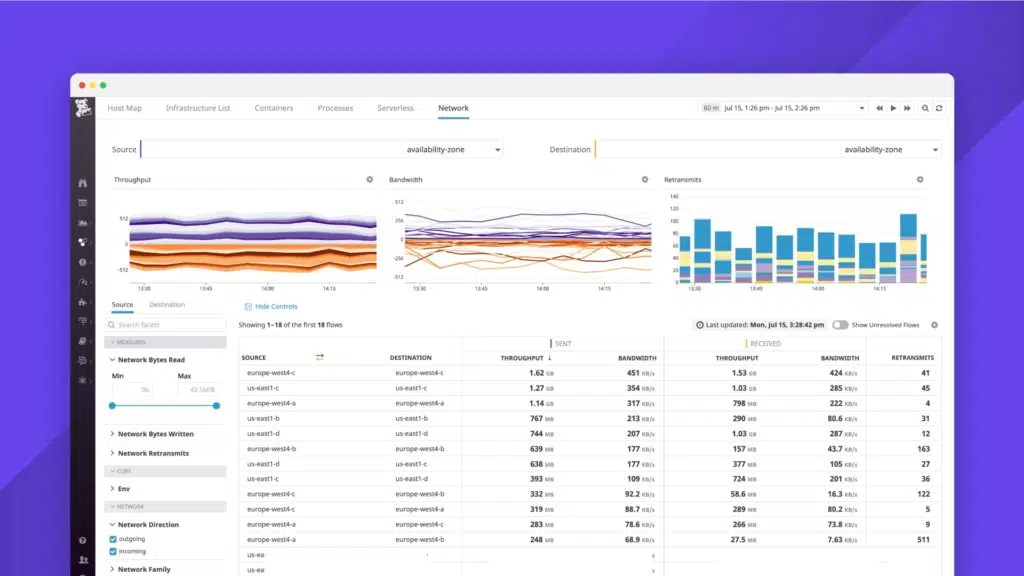 Host Map Infrastructure List Containers Processes Serverless Network 60 m Jul 15, 1:26 pm - Jul 15, 2:26 pm
Source availability-zone Destination availability-zone
Throughput Bandwidth Retransmits
512
0
-512
13:30 13:45 14:00 14:15
512
256
0
-256
-512
13:30 13:45 14:00 14:15
140
120
100
80
60
40
20
0
13:30 13:45 14:00 14:15
Source Destination
Search facets
MEASURES
Network Bytes Read
Min Max
0b 42.5MIB
Network Bytes Written
Network Retransmits
CORE
Env
NETWORK
Network Direction
outgoing
incoming
Network Family
Hide Controls
Showing 1–18 of the first 18 flows Last updated: Mon, Jul 15, 3:28:42 pm Show Unresolved Flows
SENT RECEIVED
SOURCE DESTINATION THROUGHPUT ↓ BANDWIDTH THROUGHPUT BANDWIDTH RETRANSMITS
europe-west4-c europe-west4-c 1.62 GB 451 KB/s 1.53 GB 424 KB/s 41
us-east1-c us-east1-c 1.27 GB 354 KB/s 1.03 GB 285 KB/s 45
europe-west4-a europe-west4-a 1.14 GB 317 KB/s 798 MB 222 KB/s 4
us-east1-b us-east1-b 767 MB 213 KB/s 290 MB 80.6 KB/s 31
us-east1-d us-east1-d 744 MB 207 KB/s 1.03 GB 287 KB/s 12
europe-west4-b europe-west4-b 639 MB 177 KB/s 157 MB 43.7 KB/s 163
us-east1-d us-east1-c 638 MB 177 KB/s 377 MB 105 KB/s 27
us-east1-c us-east1-d 393 MB 109 KB/s 724 MB 201 KB/s 36
europe-west4-c europe-west4-b 332 MB 92.2 KB/s 58.6 MB 16.3 KB/s 122
europe-west4-c europe-west4-a 319 MB 88.7 KB/s 289 MB 80.2 KB/s 5
europe-west4-a europe-west4-c 283 MB 78.6 KB/s 266 MB 73.8 KB/s 9
europe-west4-a europe-west4-b 248 MB 68.9 KB/s 27.5 MB 7.63 KB/s 511
us-ea
us-ea